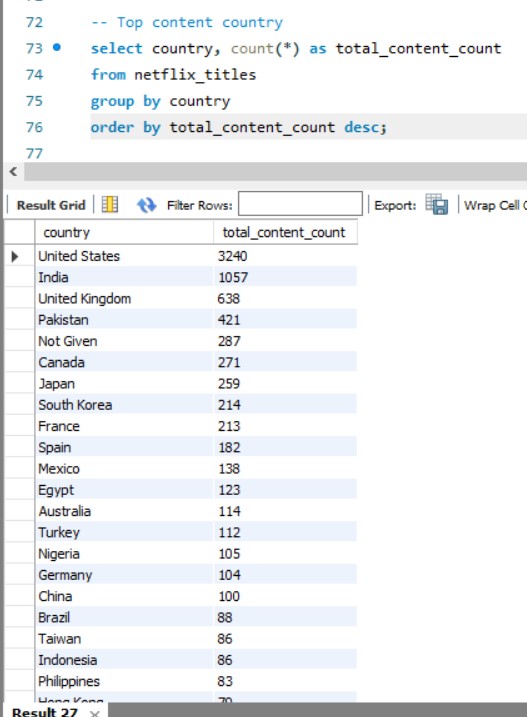 72 -- Top content country
73 select country, count(*) as total_content_count
74 from netflix_titles
75 group by country
76 order by total_content_count desc;
77
Result Grid Filter Rows: Export: Wrap Cell
country total_content_count
United States 3240
India 1057
United Kingdom 638
Pakistan 421
Not Given 287
Canada 271
Japan 259
South Korea 214
France 213
Spain 182
Mexico 138
Egypt 123
Australia 114
Turkey 112
Nigeria 105
Germany 104
China 100
Brazil 88
Taiwan 86
Indonesia 86
Philippines 83
Hong Kong
Result 27